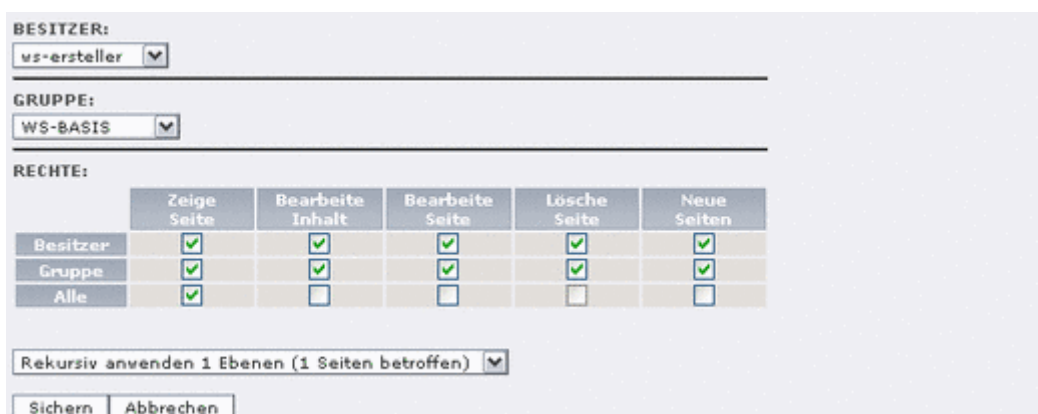 BESITZER:
ws-ersteller
GRUPPE:
WS-BASIS
RECHTE:
Zeige Seite Bearbeite Inhalt Bearbeite Seite Lösche Seite Neue Seiten
Besitzer
Gruppe
Alle
Rekursiv anwenden 1 Ebenen (1 Seiten betroffen)
Sichern Abbrechen